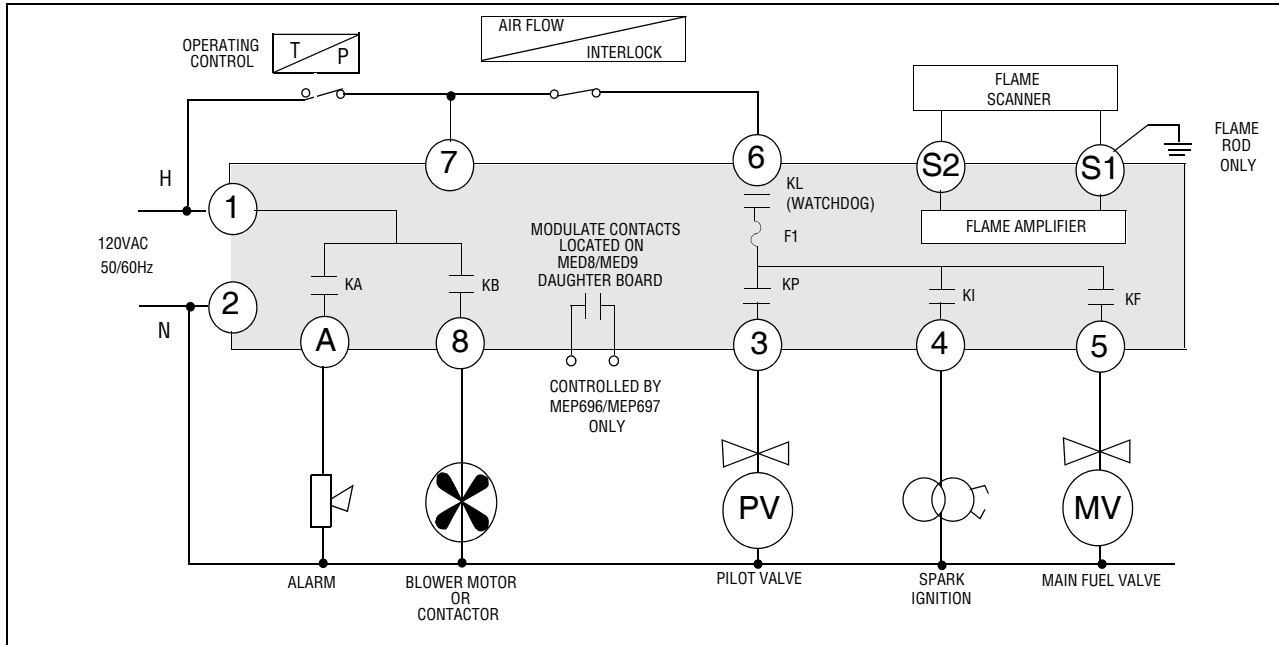 AIR FLOW
INTERLOCK
OPERATING
CONTROL
T
P
FLAME
SCANNER
FLAME
ROD
ONLY
7
6
S2
S1
H
1
KL
(WATCHDOG)
F1
FLAME AMPLIFIER
120VAC
50/60Hz
MODULATE CONTACTS
LOCATED ON
MED8/MED9
DAUGHTER BOARD
KA
KB
KP
KI
KF
2
N
A
8
3
4
5
CONTROLLED BY
MEP696/MEP697
ONLY
PV
MV
ALARM
BLOWER MOTOR
OR
CONTACTOR
PILOT VALVE
SPARK
IGNITION
MAIN FUEL VALVE